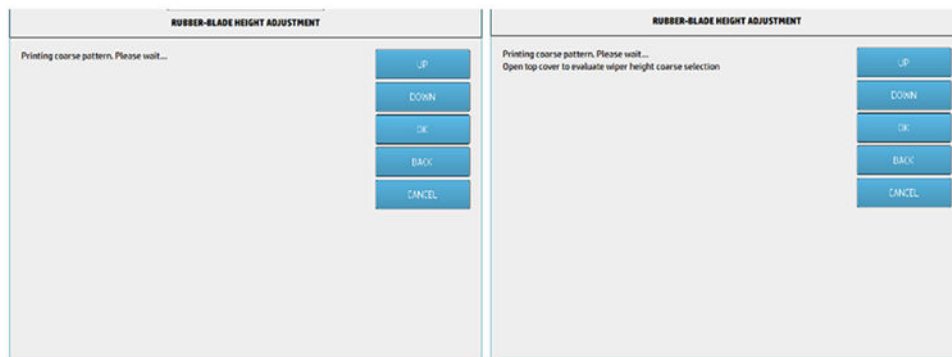 RUBBER-BLADE HEIGHT ADJUSTMENT
Printing coarse pattern. Please wait...
UP
DOWN
OK
BACK
CANCEL
RUBBER-BLADE HEIGHT ADJUSTMENT
Printing coarse pattern. Please wait...
Open top cover to evaluate wiper height coarse selection
UP
DOWN
OK
BACK
CANCEL